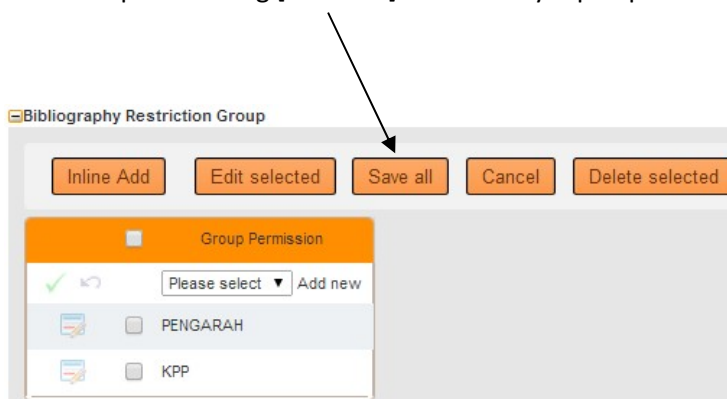 Bibliography Restriction Group
Inline Add Edit selected Save all Cancel Delete selected
Group Permission
Please select Add new
PENGARAH
KPP